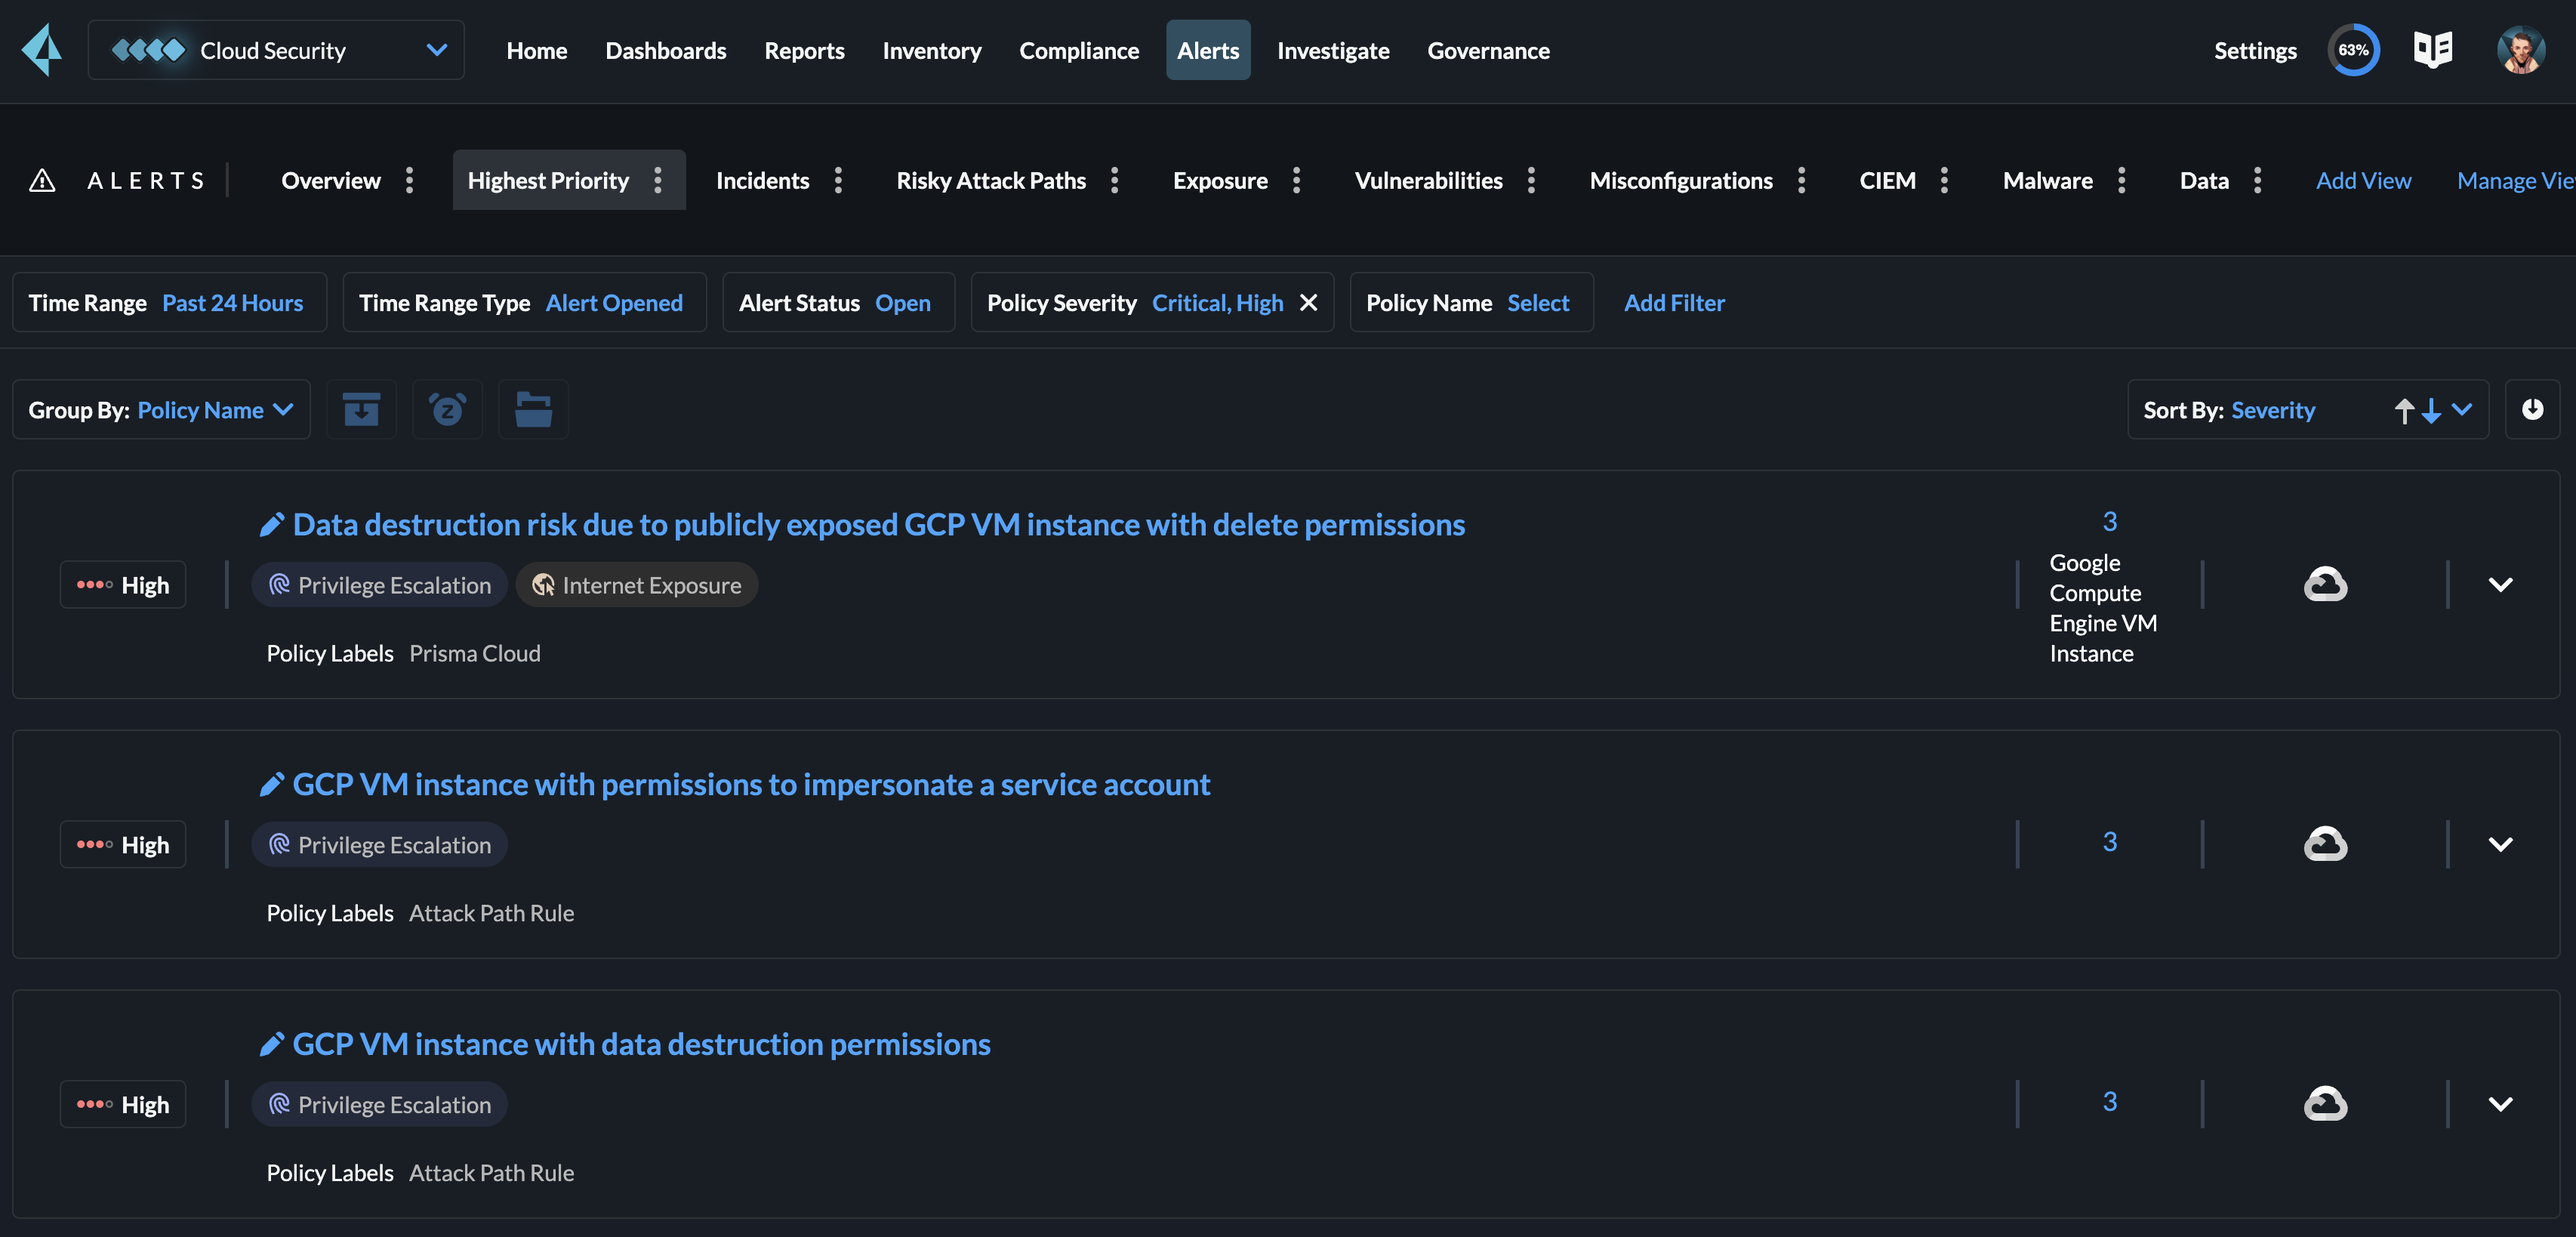 Cloud Security
Home Dashboards Reports Inventory Compliance Alerts Investigate Governance
Settings 63%
ALERTS
Overview Highest Priority Incidents Risky Attack Paths Exposure Vulnerabilities Misconfigurations CIEM Malware Data Add View Manage Vie
Time Range Past 24 Hours Time Range Type Alert Opened Alert Status Open Policy Severity Critical, High Policy Name Select Add Filter
Group By: Policy Name
Sort By: Severity
Data destruction risk due to publicly exposed GCP VM instance with delete permissions
High
Privilege Escalation Internet Exposure
Policy Labels Prisma Cloud
3
Google
Compute
Engine VM
Instance
GCP VM instance with permissions to impersonate a service account
High
Privilege Escalation
Policy Labels Attack Path Rule
3
GCP VM instance with data destruction permissions
High
Privilege Escalation
Policy Labels Attack Path Rule
3